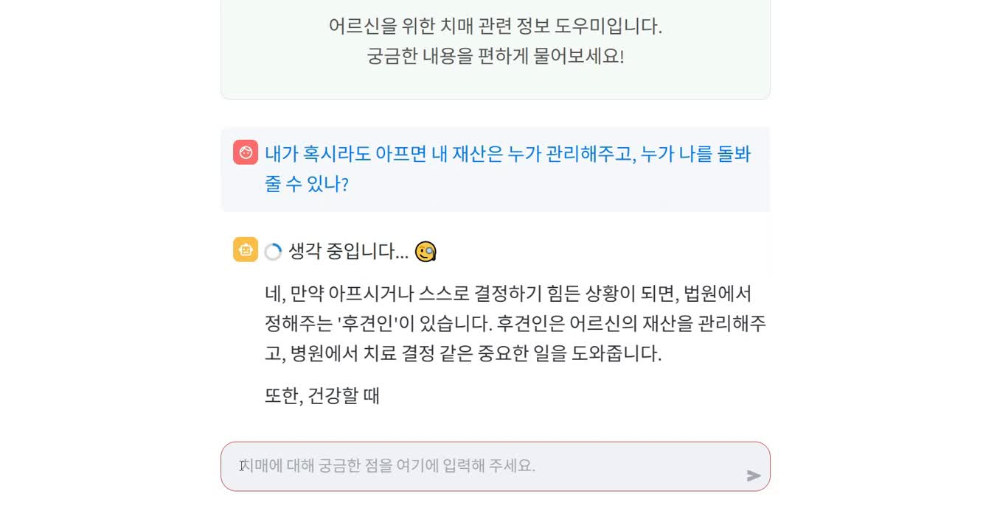 어르신을 위한 치매 관련 정보 도우미입니다.
궁금한 내용을 편하게 물어보세요!
내가 혹시라도 아프면 내 재산은 누가 관리해주고, 누가 나를 돌봐
줄 수 있나?
생각 중입니다... 🧐
네, 만약 아프시거나 스스로 결정하기 힘든 상황이 되면, 법원에서
정해주는 '후견인'이 있습니다. 후견인은 어르신의 재산을 관리해주
고, 병원에서 치료 결정 같은 중요한 일을 도와줍니다.
또한, 건강할 때
치매에 대해 궁금한 점을 여기에 입력해 주세요.